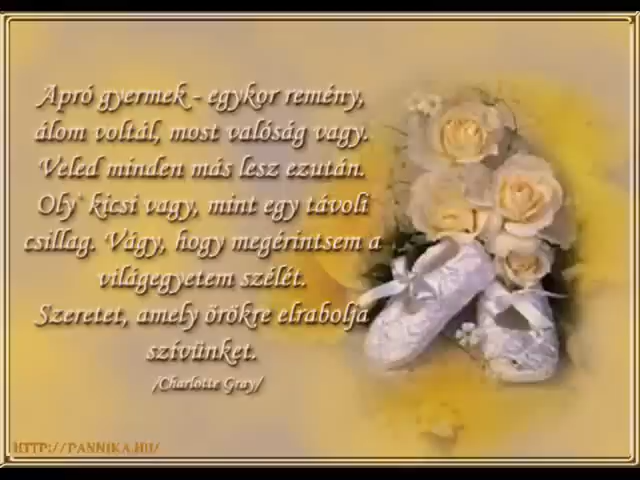 Apró gyermek - egykor remény,
álom voltál, most valóság vagy.
Veled minden más lesz ezután.
Oly` kicsi vagy, mint egy távoli
csillag. Vágy, hogy megérintsem a
világegyetem szélét.
Szeretet, amely örökre elrabolja
szívünket.
/Charlotte Gray/
HTTP://PANNIKA.HU/